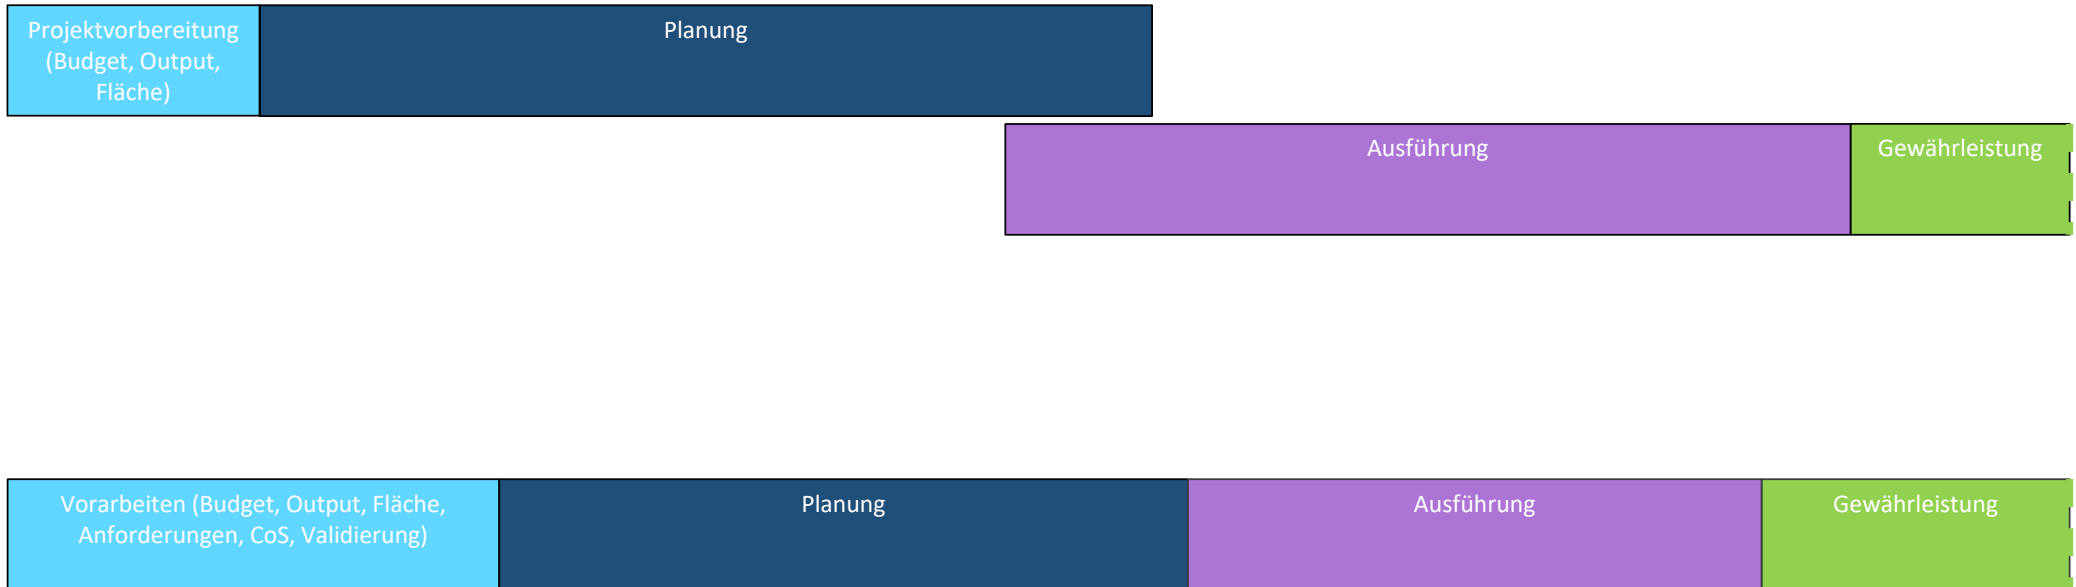 Projektvorbereitung
(Budget, Output,
Fläche)
Planung
Ausführung
Gewährleistung
Vorarbeiten (Budget, Output, Fläche,
Anforderungen, CoS, Validierung)
Planung
Ausführung
Gewährleistung